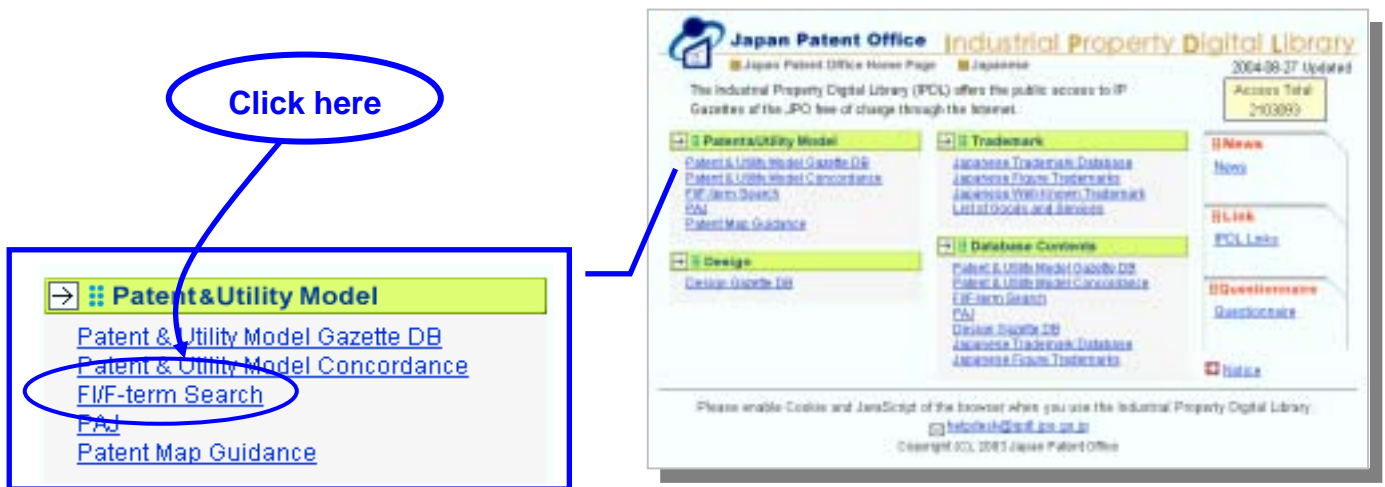 Click here
Patent&Utility Model
Patent & Utility Model Gazette DB
Patent & Utility Model Concordance
FI/F-term Search
PAJ
Patent Map Guidance
Japan Patent Office Industrial Property Digital Library
Japan Patent Office Home Page Japanese
2004-08-27 Updated
The Industrial Property Digital Library (IPDL) offers the public access to IP
Gazettes of the JPO free of charge through the Internet.
Access Total
2103093
Patent&Utility Model
Patent & Utility Model Gazette DB
Patent & Utility Model Concordance
FI/F-term Search
PAJ
Patent Map Guidance
Design
Design Gazette DB
Trademark
Japanese Trademark Database
Japanese Figure Trademarks
Japanese Well-Known Trademark
List of Goods and Services
Database Contents
Patent & Utility Model Gazette DB
Patent & Utility Model Concordance
FI/F-term Search
PAJ
Design Gazette DB
Japanese Trademark Database
Japanese Figure Trademarks
News
News
Link
IPDL Links
Questionnaire
Questionnaire
Notice
Please enable Cookie and JavaScript of the browser when you use the Industrial Property Digital Library.
Copyright (C), 2003 Japan Patent Office